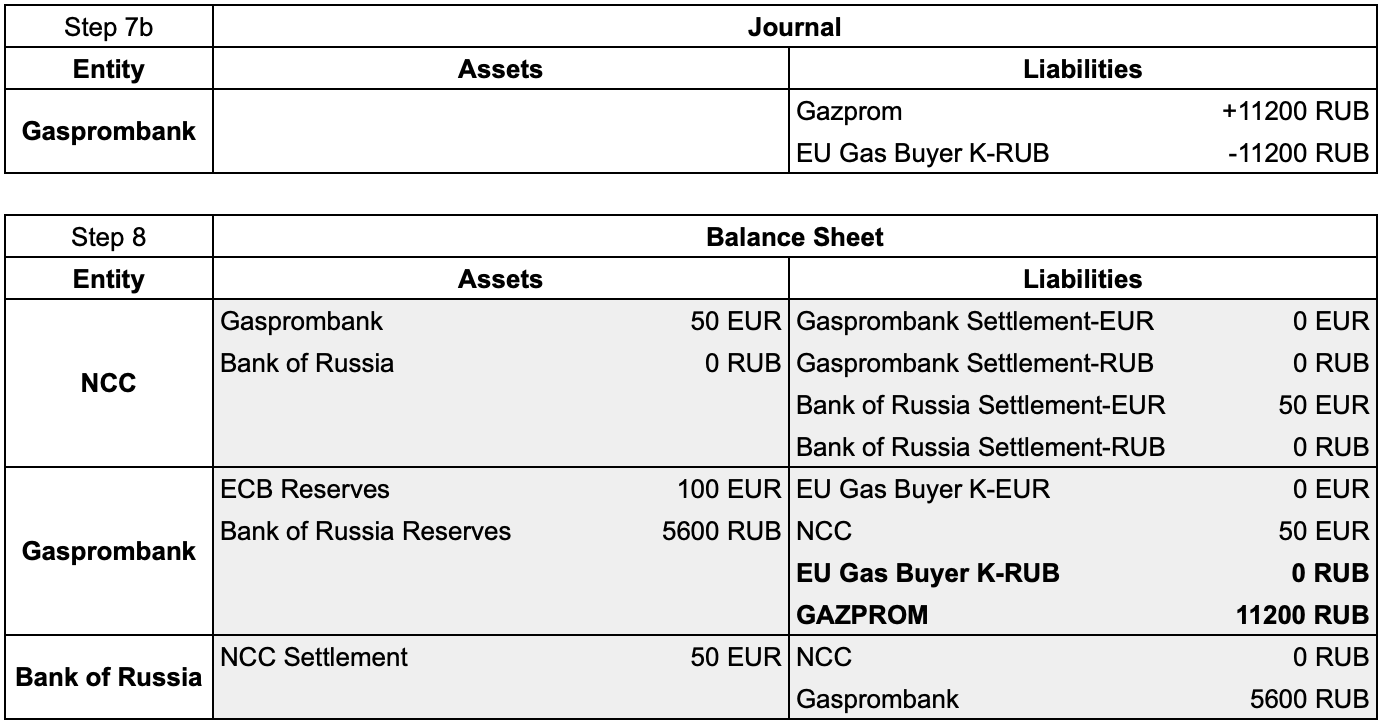 Step 7b Journal
Entity Assets Liabilities
Gasprombank
Gazprom +11200 RUB
EU Gas Buyer K-RUB -11200 RUB
Step 8 Balance Sheet
Entity Assets Liabilities
NCC
Gasprombank 50 EUR Gasprombank Settlement-EUR 0 EUR
Bank of Russia 0 RUB Gasprombank Settlement-RUB 0 RUB
Bank of Russia Settlement-EUR 50 EUR
Bank of Russia Settlement-RUB 0 RUB
Gasprombank
ECB Reserves 100 EUR EU Gas Buyer K-EUR 0 EUR
Bank of Russia Reserves 5600 RUB NCC 50 EUR
EU Gas Buyer K-RUB 0 RUB
GAZPROM 11200 RUB
Bank of Russia
NCC Settlement 50 EUR NCC 0 RUB
Gasprombank 5600 RUB